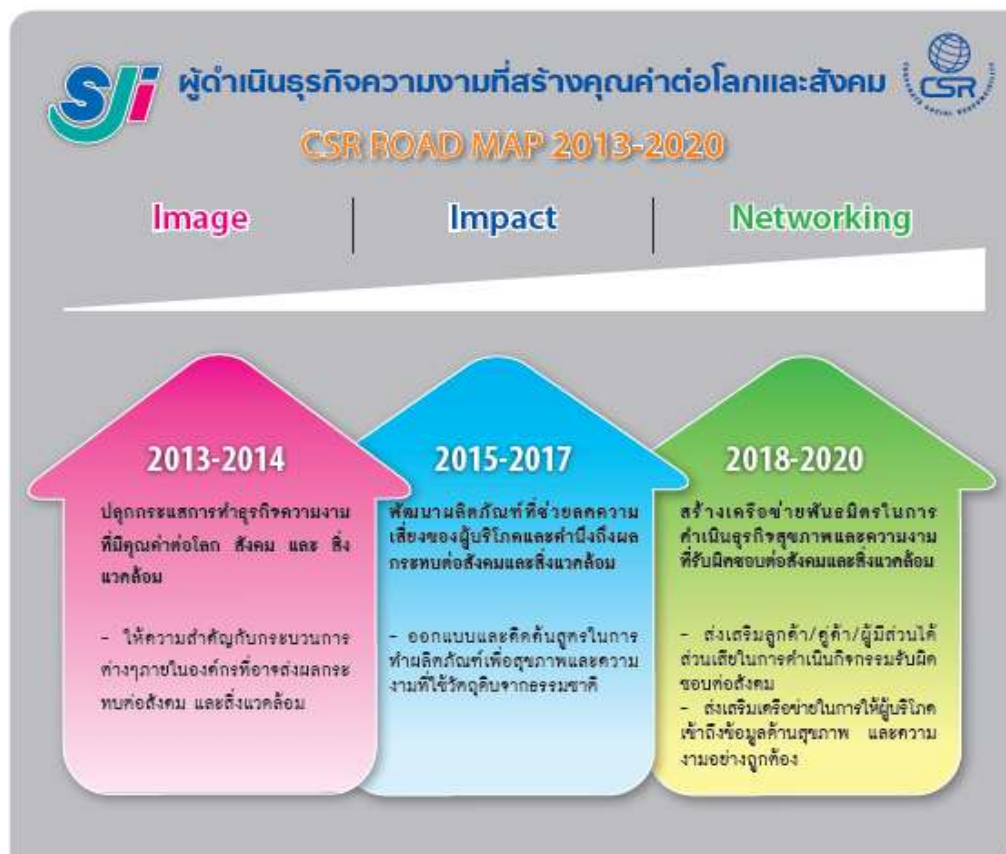 SJi
ผู้ดำเนินธุรกิจความงามที่สร้างคุณค่าต่อโลกและสังคม
CSR
CORPORATE SOCIAL RESPONSIBILITY
CSR ROAD MAP 2013-2020
Image
Impact
Networking
2013-2014
ปลุกกระแสการทำธุรกิจความงาม
ที่มีคุณค่าต่อโลก สังคม และ สิ่ง
แวดล้อม
- ให้ความสำคัญกับกระบวนการ
ต่างๆภายในองค์กรที่อาจส่งผลกระ
ทบต่อสังคม และสิ่งแวดล้อม
2015-2017
พัฒนาผลิตภัณฑ์ที่ช่วยลดความ
เสี่ยงของผู้บริโภคและคำนึงถึงผล
กระทบต่อสังคมและสิ่งแวดล้อม
- ออกแบบและคิดค้นสูตรในการ
ทำผลิตภัณฑ์เพื่อสุขภาพและความ
งามที่ใช้วัตถุดิบจากธรรมชาติ
2018-2020
สร้างเครือข่ายพันธมิตรในการ
ดำเนินธุรกิจสุขภาพและความงาม
ที่รับผิดชอบต่อสังคมและสิ่งแวดล้อม
- ส่งเสริมลูกค้า/คู่ค้า/ผู้มีส่วนได้
ส่วนเสียในการดำเนินกิจกรรมรับผิด
ชอบต่อสังคม
- ส่งเสริมเครือข่ายในการให้ผู้บริโภค
เข้าถึงข้อมูลด้านสุขภาพ และความ
งามอย่างถูกต้อง